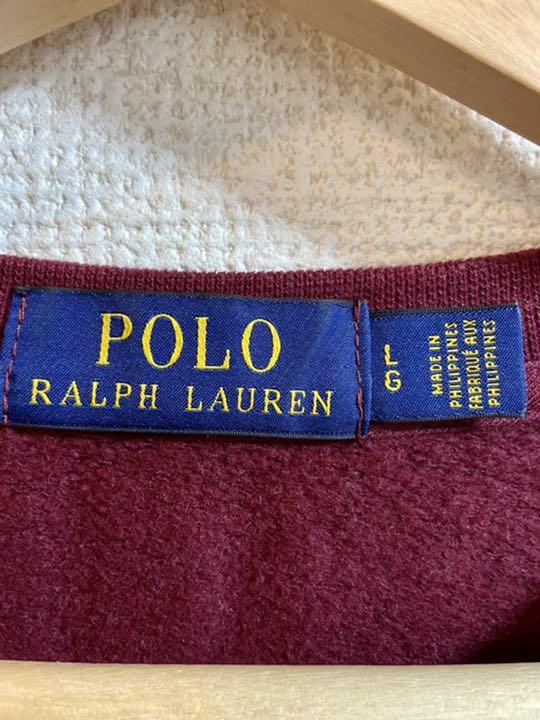 POLO
RALPH LAUREN
L
G
MADE IN
PHILIPPINES
FABRIQUÉ AUX
PHILIPPINES